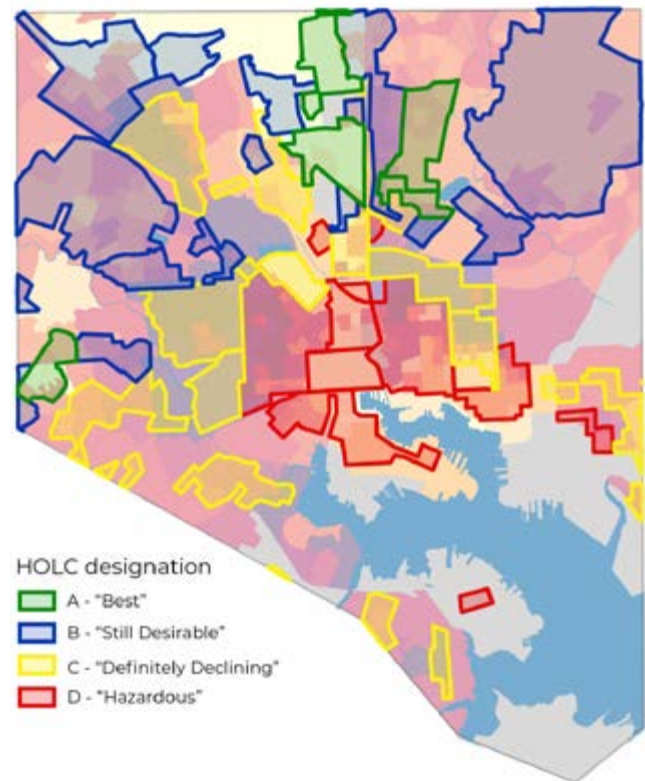 HOLC designation
A - “Best”
B - “Still Desirable”
C - “Definitely Declining”
D - “Hazardous”